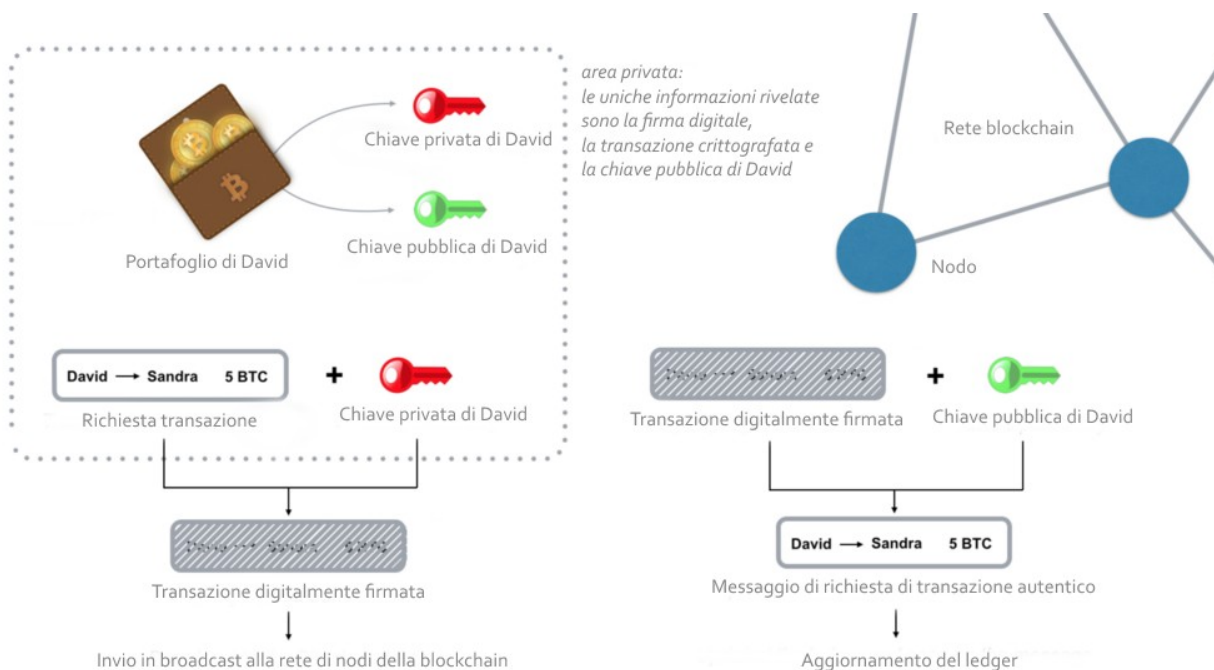 Chiave privata di David
Chiave pubblica di David
Portafoglio di David
area privata:
le uniche informazioni rivelate
sono la firma digitale,
la transazione crittografata e
la chiave pubblica di David
Rete blockchain
Nodo
David → Sandra 5 BTC
+
Richiesta transazione
Chiave privata di David
Transazione digitalmente firmata
Invio in broadcast alla rete di nodi della blockchain
+
Transazione digitalmente firmata
Chiave pubblica di David
David → Sandra 5 BTC
Messaggio di richiesta di transazione autentico
Aggiornamento del ledger